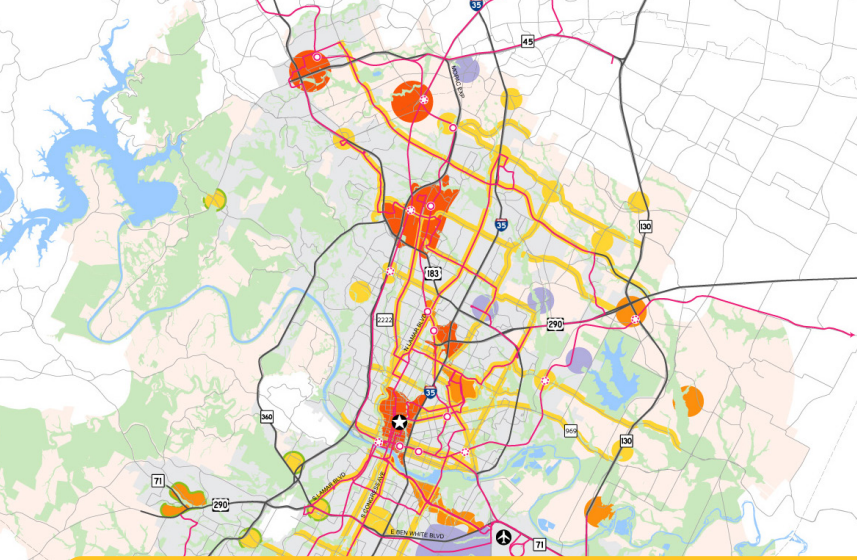 35
45
MOPAC EXP
35
130
183
2222
N LAMAR BLVD
290
35
360
969
130
71
290
S LAMAR BLVD
S CONGRESS AVE
E BEN WHITE BLVD
71